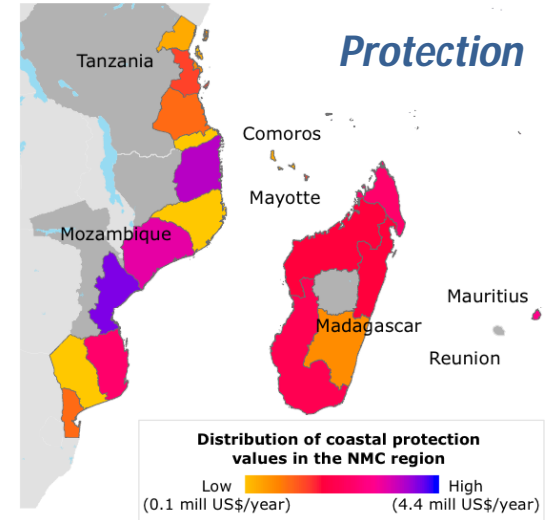 Protection
Tanzania
Comoros
Mayotte
Mozambique
Mauritius
Madagascar
Reunion
Distribution of coastal protection
values in the NMC region
Low High
(0.1 mill US$/year) (4.4 mill US$/year)